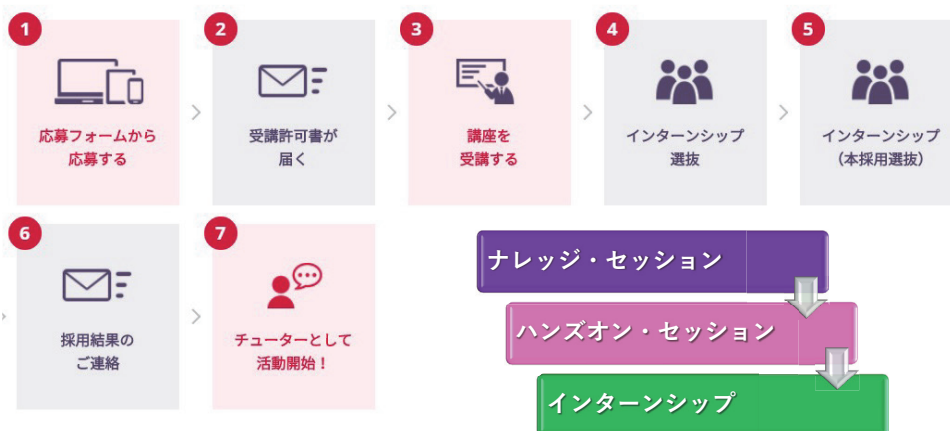 1
応募フォームから
応募する
2
受講許可書が
届く
3
講座を
受講する
4
インターンシップ
選抜
5
インターンシップ
（本採用選抜）
6
採用結果の
ご連絡
7
チューターとして
活動開始！
ナレッジ・セッション
ハンズオン・セッション
インターンシップ